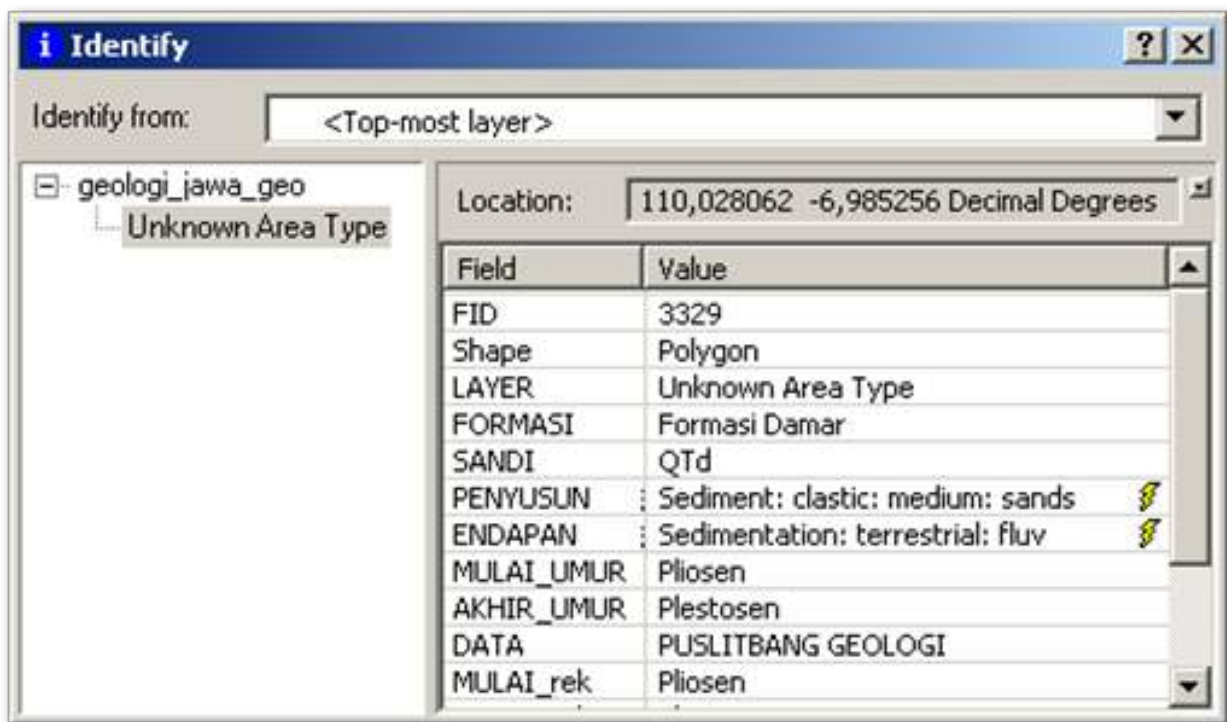 i Identify
Identify from: <Top-most layer>
geologi_jawa_geo
Unknown Area Type
Location: 110,028062 -6,985256 Decimal Degrees
Field Value
FID 3329
Shape Polygon
LAYER Unknown Area Type
FORMASI Formasi Damar
SANDI QTd
PENYUSUN Sediment: clastic: medium: sands
ENDAPAN Sedimentation: terrestrial: fluv
MULAI_UMUR Pliosen
AKHIR_UMUR Plestosen
DATA PUSLITBANG GEOLOGI
MULAI_rek Pliosen